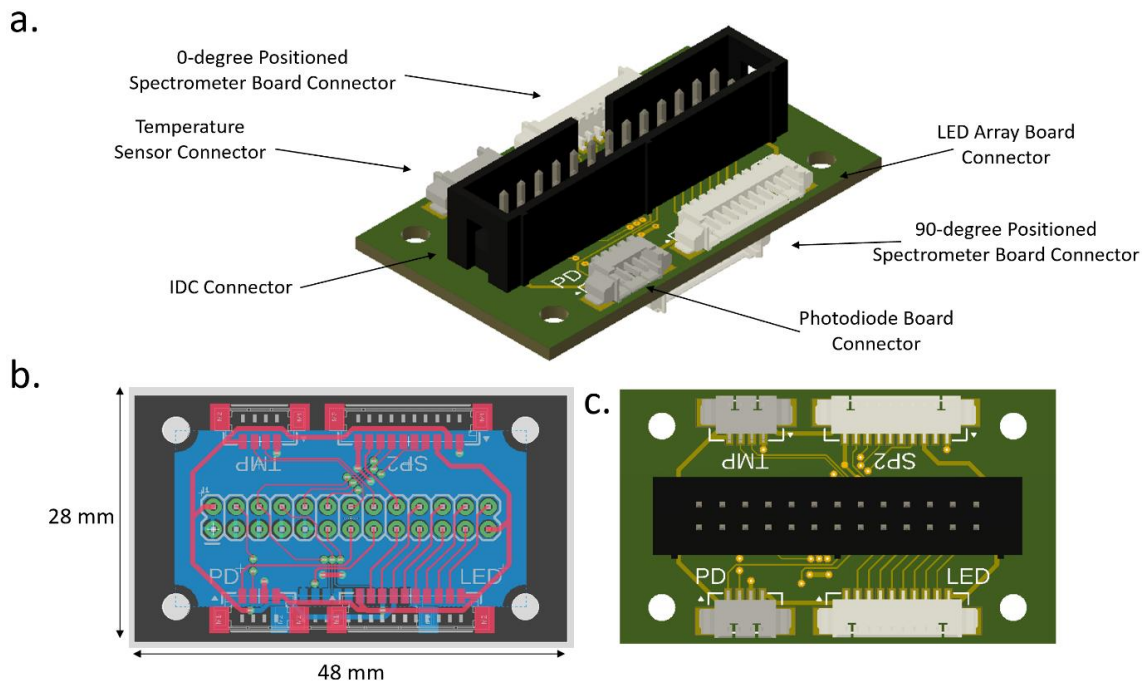 a.
0-degree Positioned
Spectrometer Board Connector
Temperature
Sensor Connector
LED Array Board
Connector
90-degree Positioned
Spectrometer Board Connector
IDC Connector
PD
Photodiode Board
Connector
b.
c.
TMP
SP2
PD
LED
28 mm
48 mm
TMP
SP2
PD
LED